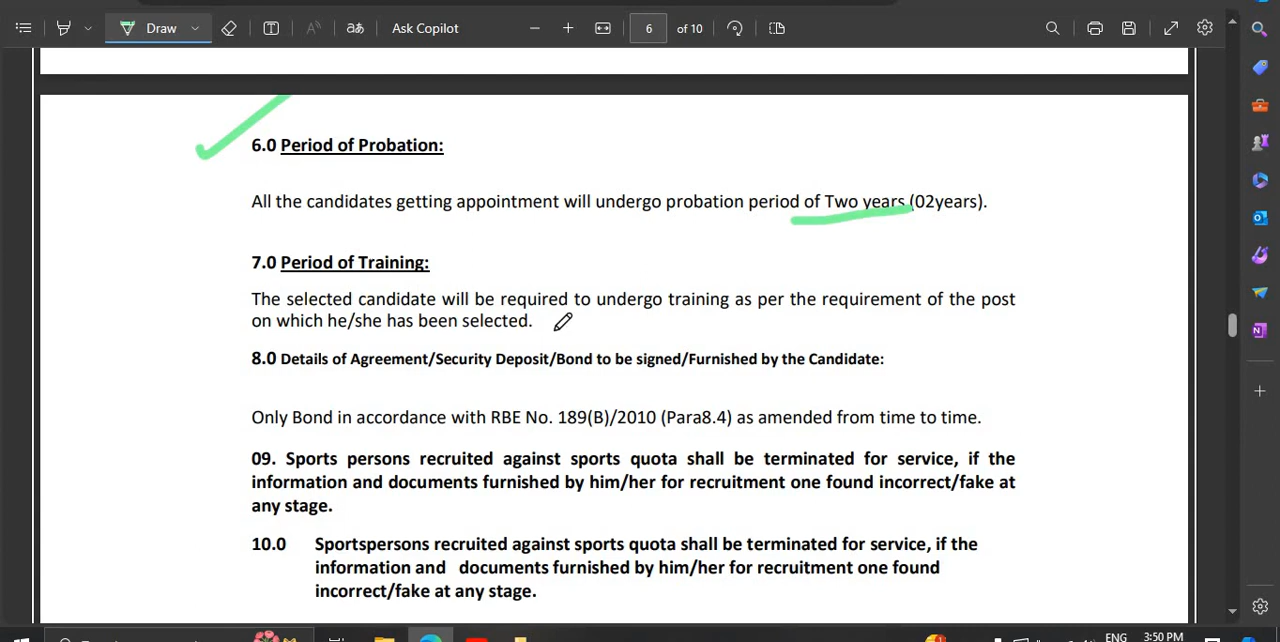 Draw
aあ
Ask Copilot
6
of 10
6.0 Period of Probation:
All the candidates getting appointment will undergo probation period of Two years (02years).
7.0 Period of Training:
The selected candidate will be required to undergo training as per the requirement of the post
on which he/she has been selected.
8.0 Details of Agreement/Security Deposit/Bond to be signed/Furnished by the Candidate:
Only Bond in accordance with RBE No. 189(B)/2010 (Para8.4) as amended from time to time.
09. Sports persons recruited against sports quota shall be terminated for service, if the
information and documents furnished by him/her for recruitment one found incorrect/fake at
any stage.
10.0 Sportspersons recruited against sports quota shall be terminated for service, if the
information and documents furnished by him/her for recruitment one found
incorrect/fake at any stage.
ENG
3:50 PM